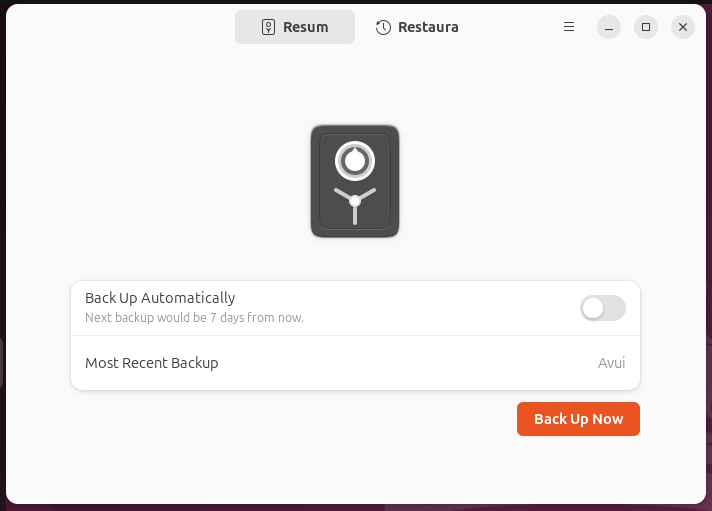 Resum
Restaura
Back Up Automatically
Next backup would be 7 days from now.
Most Recent Backup
Avui
Back Up Now